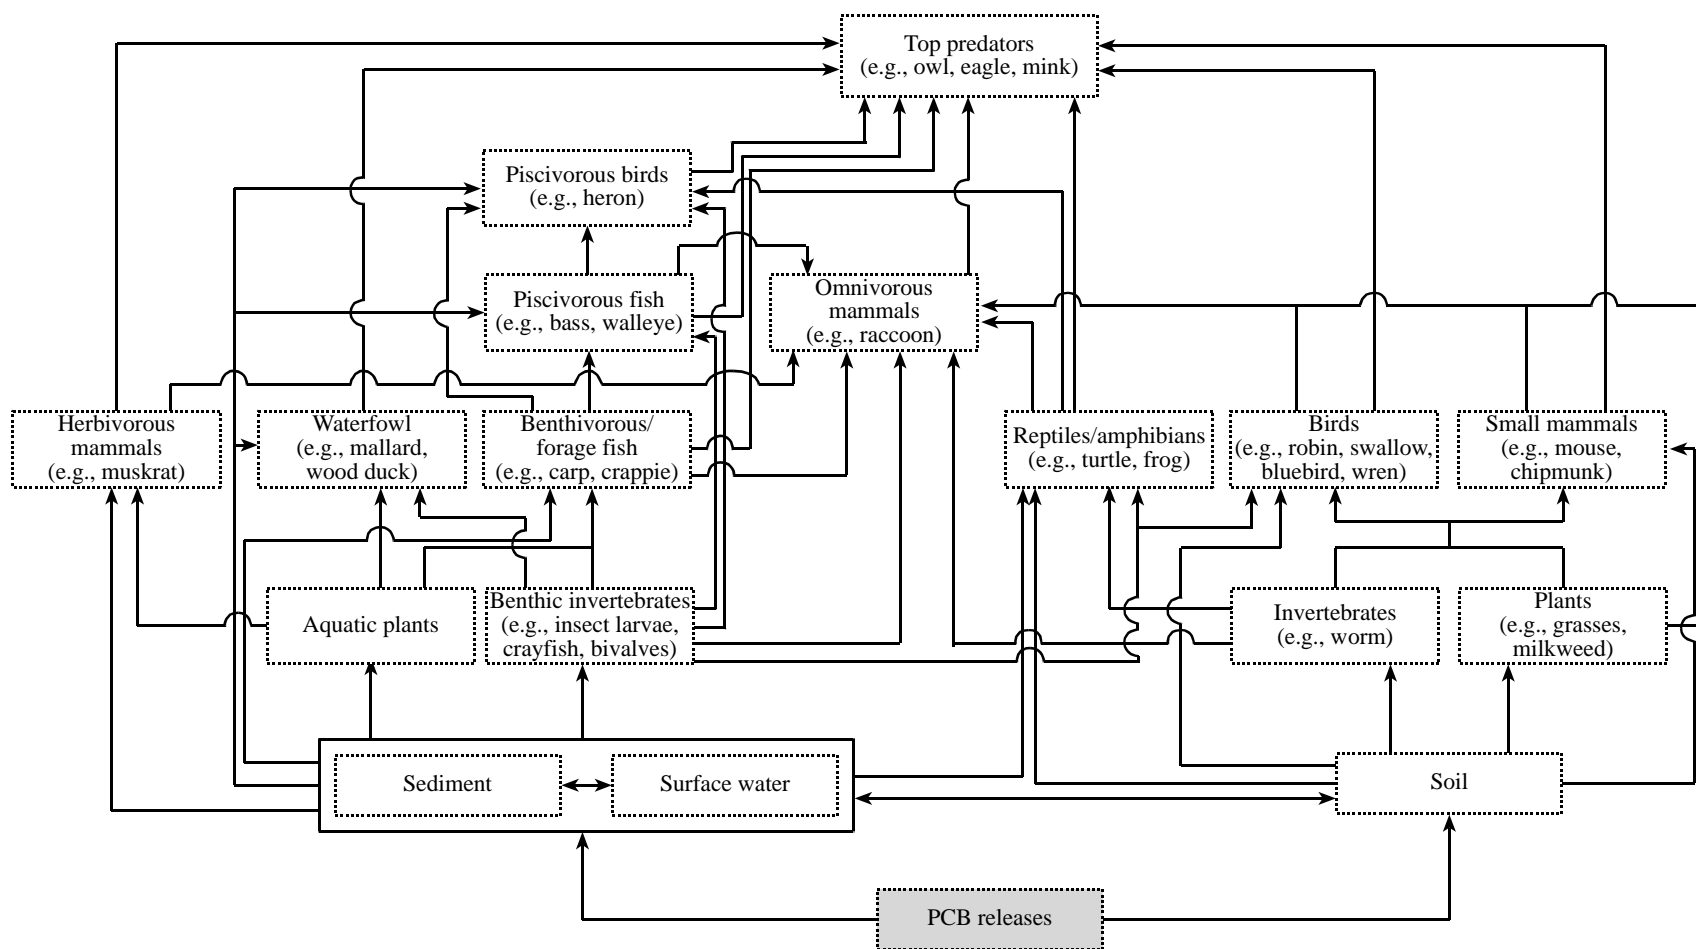 Top predators
(e.g., owl, eagle, mink)
Piscivorous birds
(e.g., heron)
Piscivorous fish
(e.g., bass, walleye)
Omnivorous
mammals
(e.g., raccoon)
Herbivorous
mammals
(e.g., muskrat)
Waterfowl
(e.g., mallard,
wood duck)
Benthivorous/
forage fish
(e.g., carp, crappie)
Reptiles/amphibians
(e.g., turtle, frog)
Birds
(e.g., robin, swallow,
bluebird, wren)
Small mammals
(e.g., mouse,
chipmunk)
Aquatic plants
Benthic invertebrates
(e.g., insect larvae,
crayfish, bivalves)
Invertebrates
(e.g., worm)
Plants
(e.g., grasses,
milkweed)
Sediment
Surface water
Soil
PCB releases